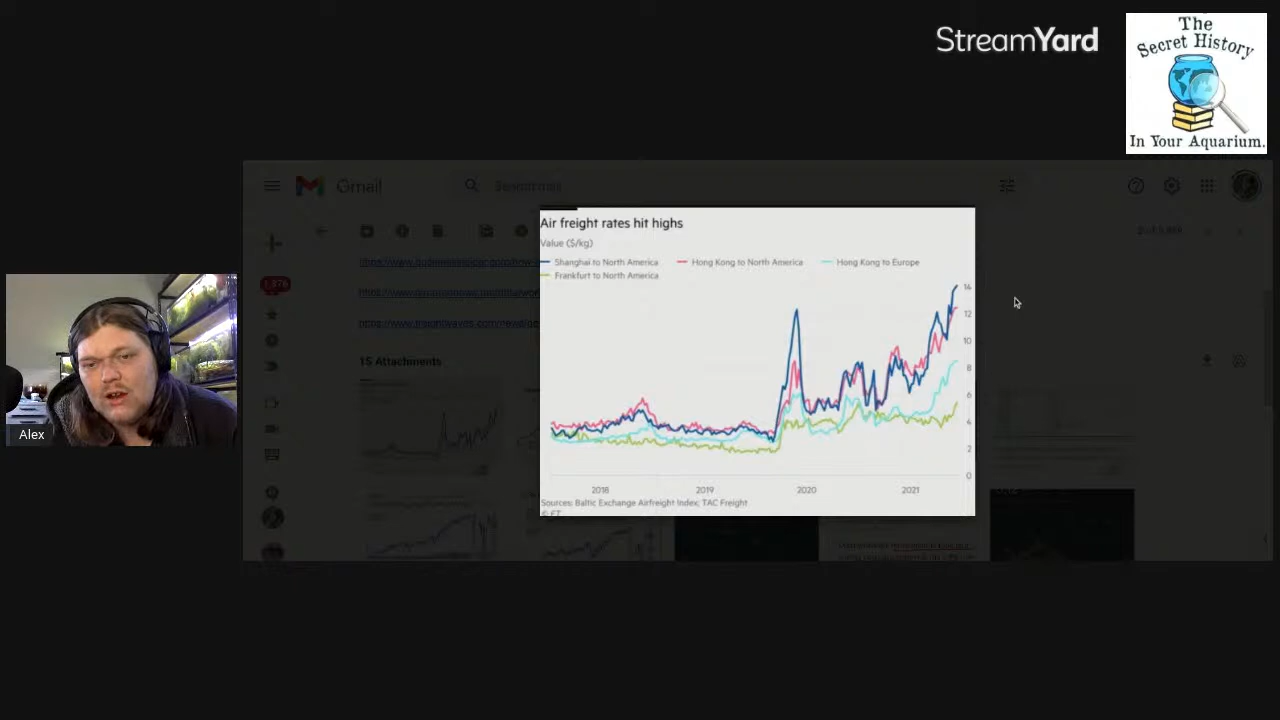 StreamYard
The
Secret History
In Your Aquarium.
Gmail
Air freight rates hit highs
Value ($/kg)
Shanghai to North America
Hong Kong to North America
Hong Kong to Europe
Frankfurt to North America
14
12
10
8
6
4
2
0
2018
2019
2020
2021
Sources: Baltic Exchange Airfreight Index; TAC Freight
© FT
15 Attachments
Alex